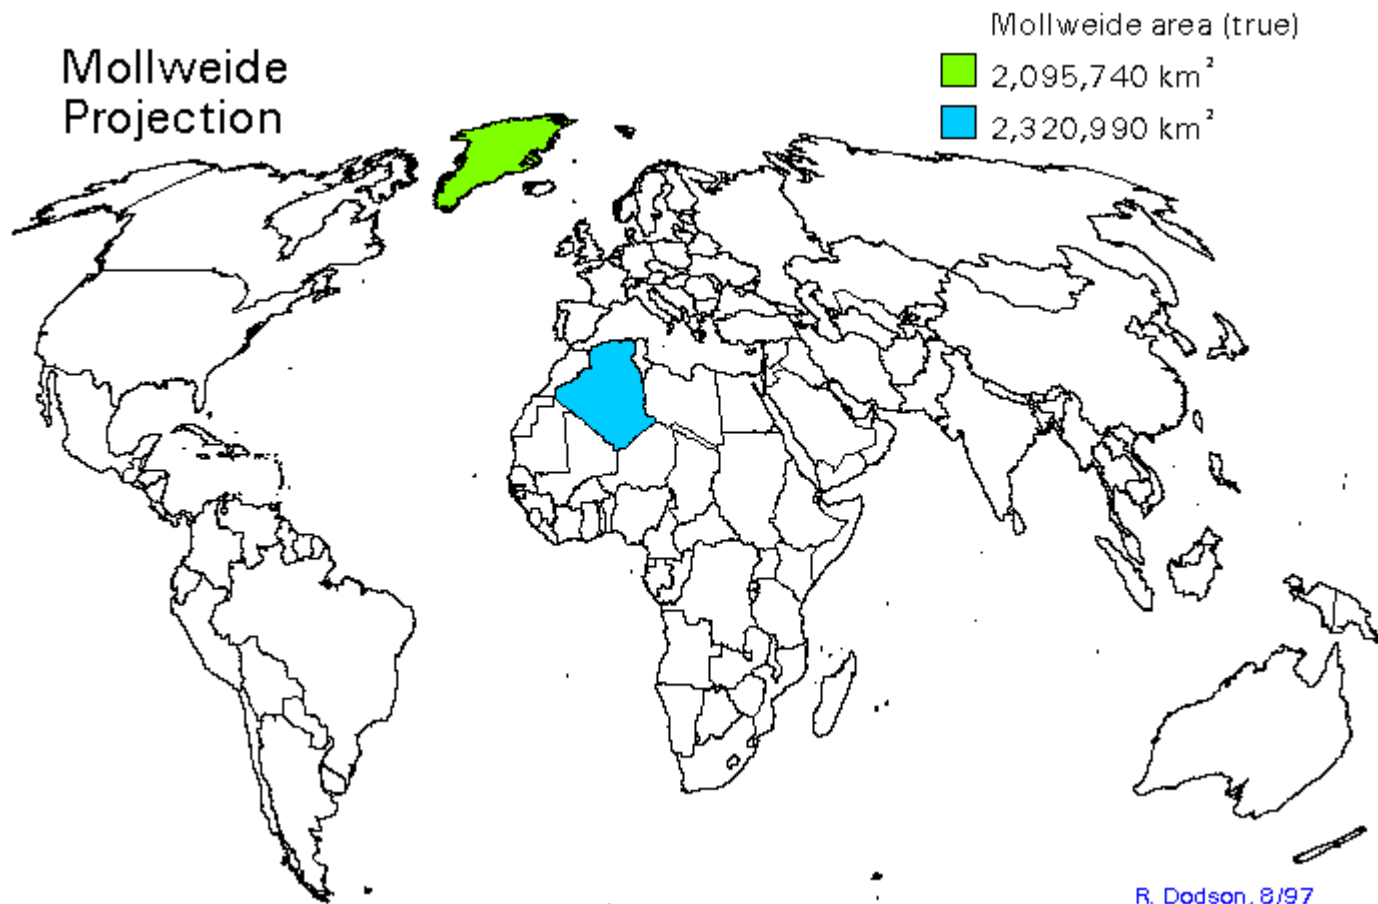 Mollweide
Projection
Mollweide area (true)
2,095,740 km²
2,320,990 km²
R. Dodson, 8/97